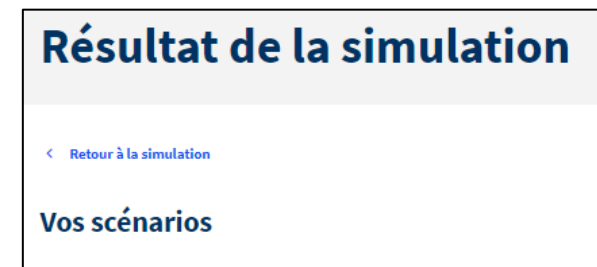 Résultat de la simulation
Retour à la simulation
Vos scénarios